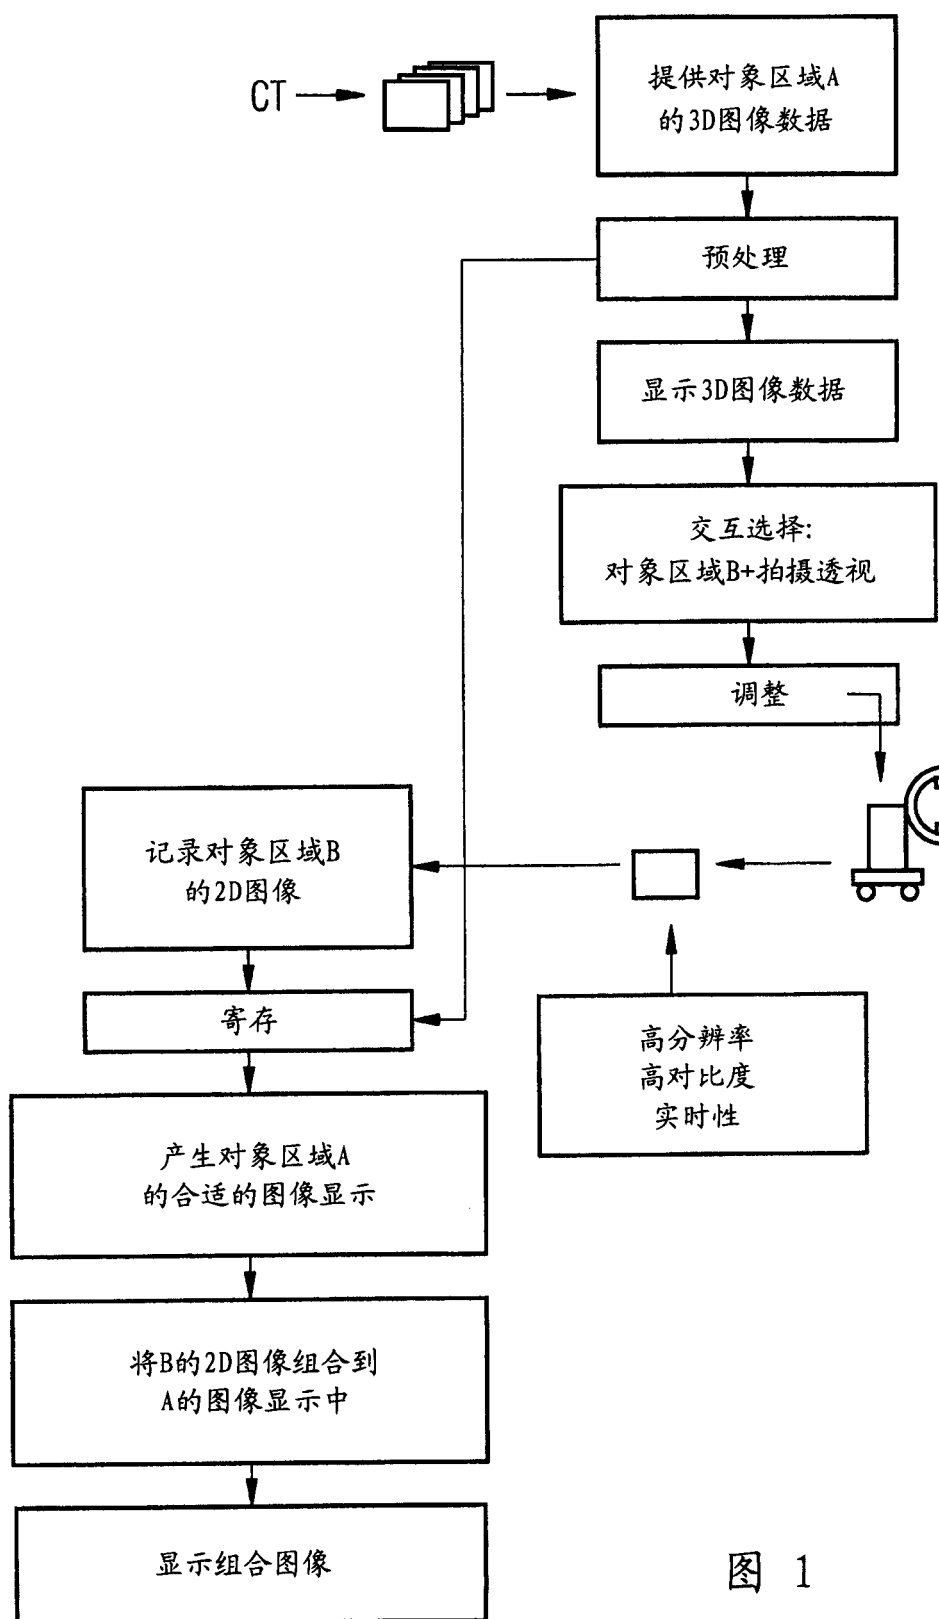 CT
提供对象区域A
的3D图像数据
预处理
显示3D图像数据
交互选择:
对象区域B+拍摄透视
调整
记录对象区域B
的2D图像
寄存
高分辨率
高对比度
实时性
产生对象区域A
的合适的图像显示
将B的2D图像组合到
A的图像显示中
显示组合图像
图 1